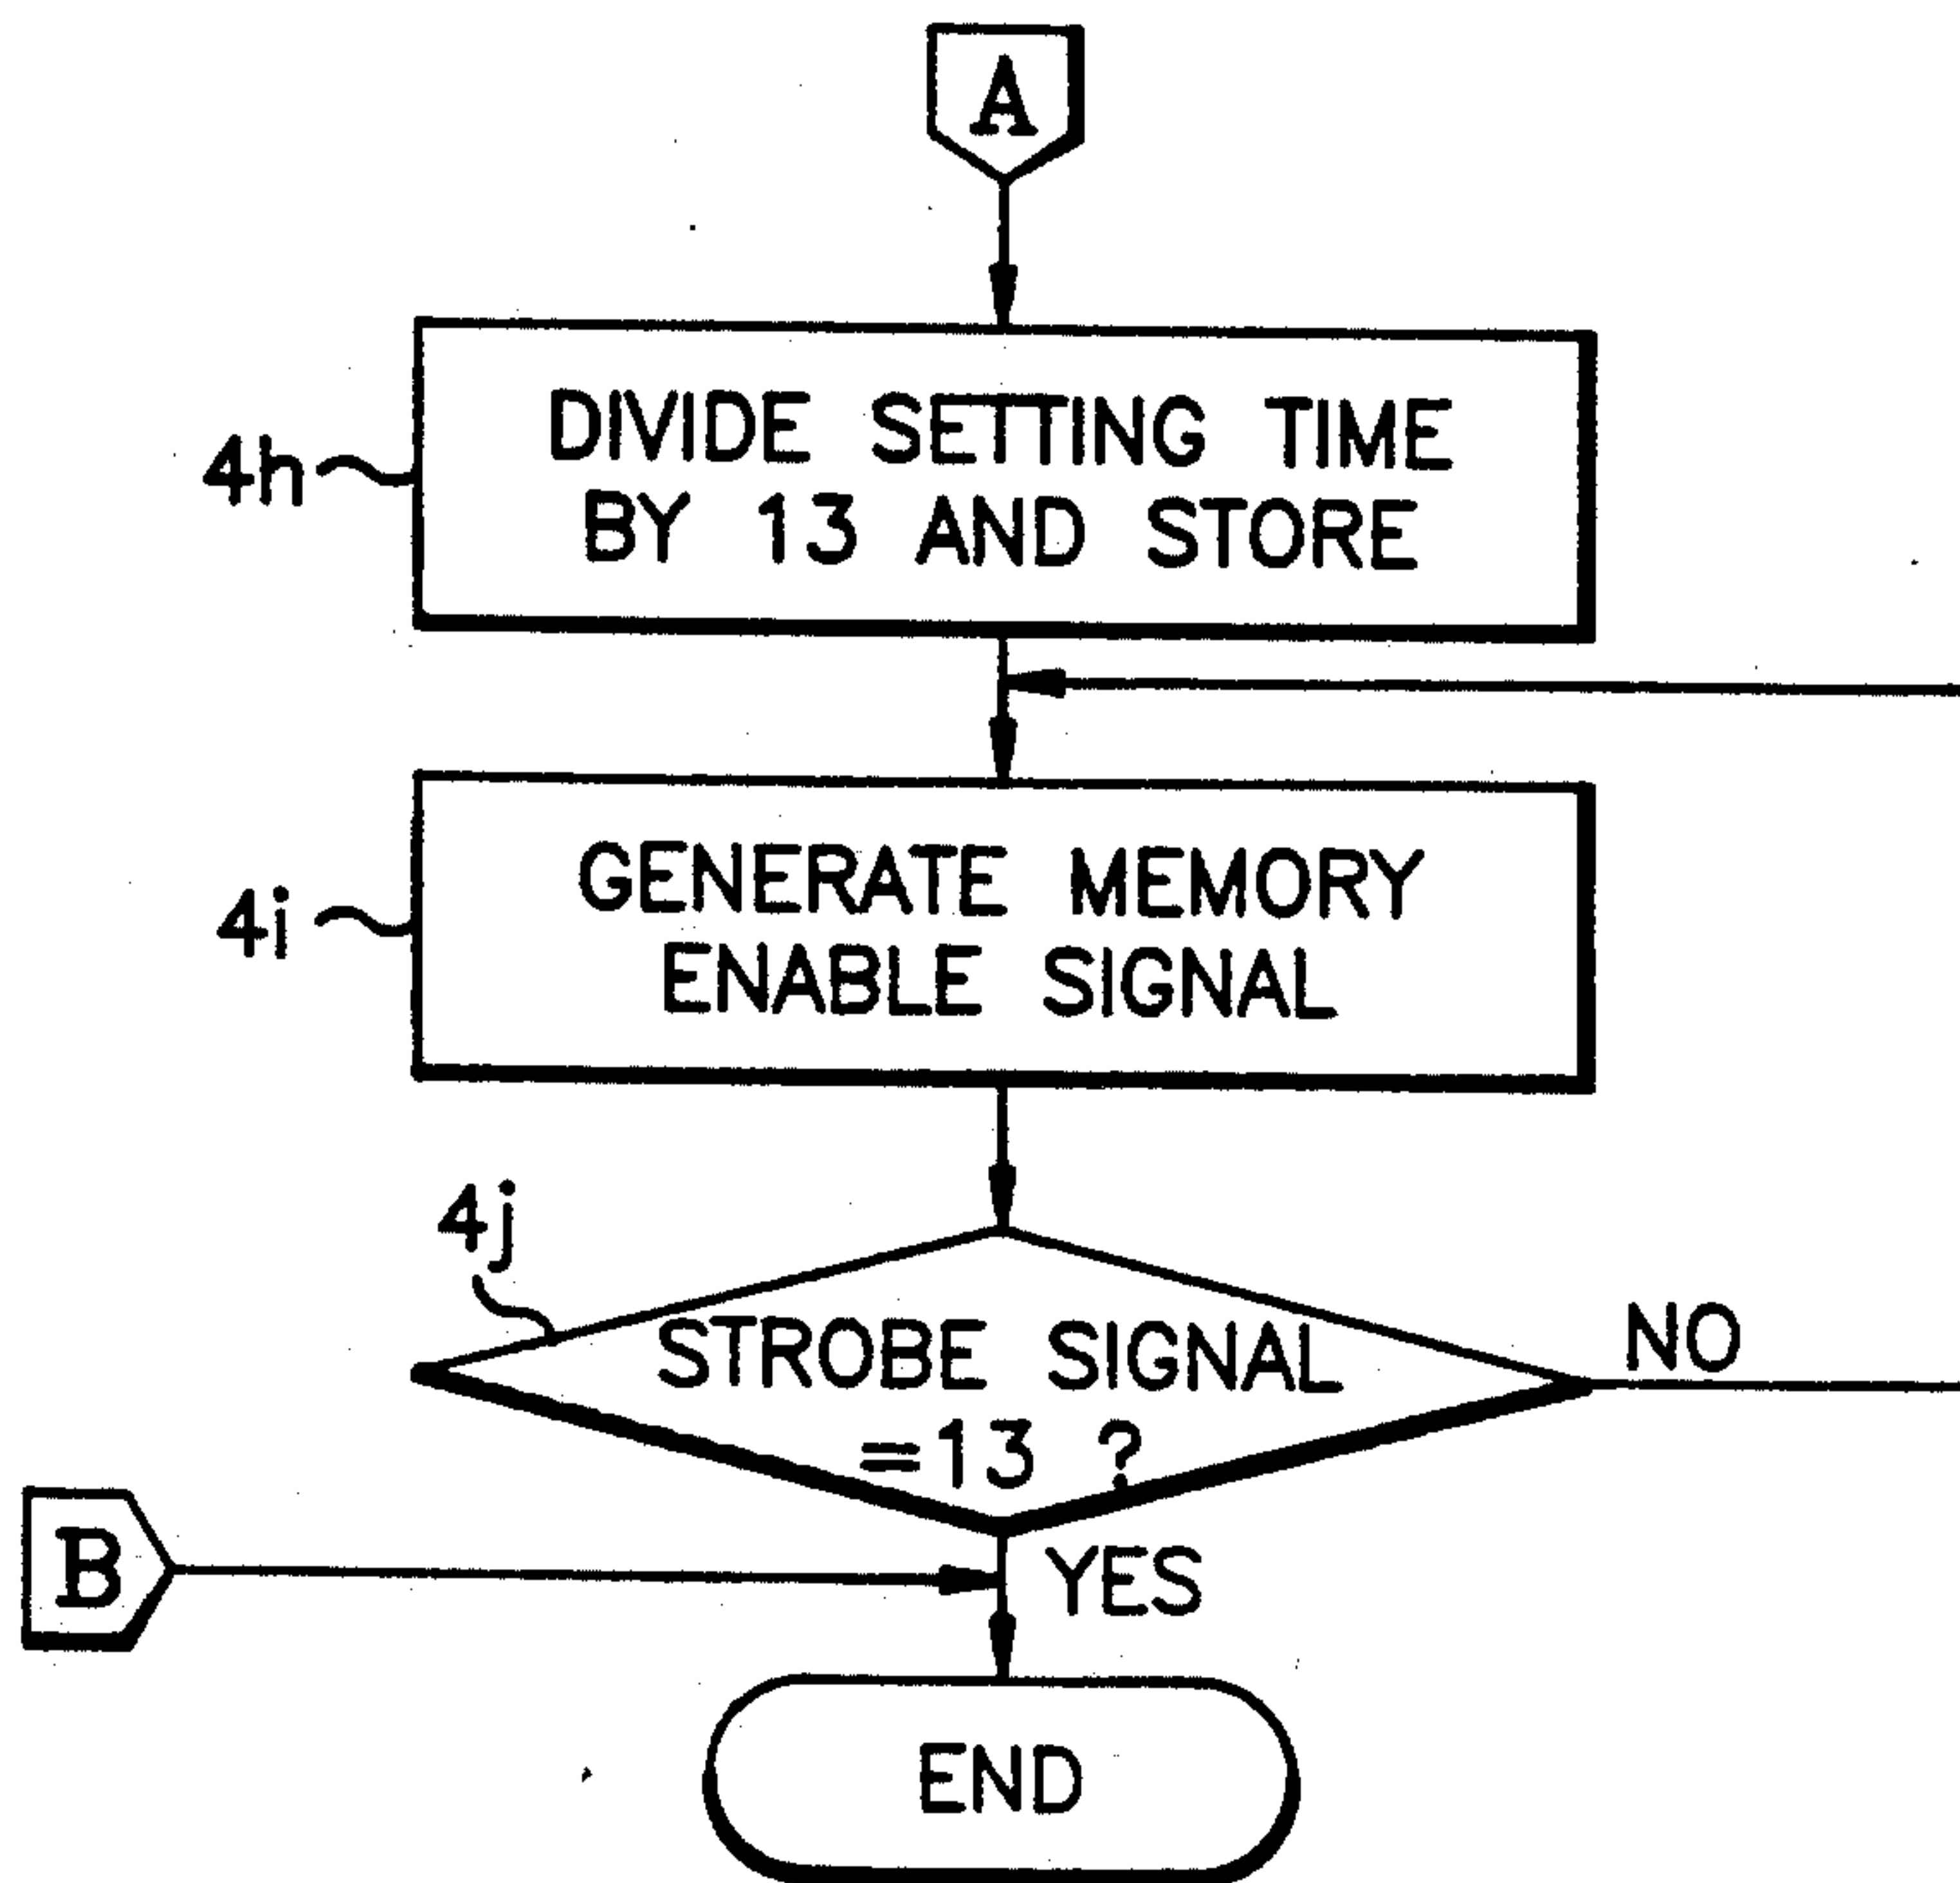 A
4h
DIVIDE SETTING TIME
BY 13 AND STORE
4i
GENERATE MEMORY
ENABLE SIGNAL
4j
STROBE SIGNAL
=13 ?
NO
B
YES
END